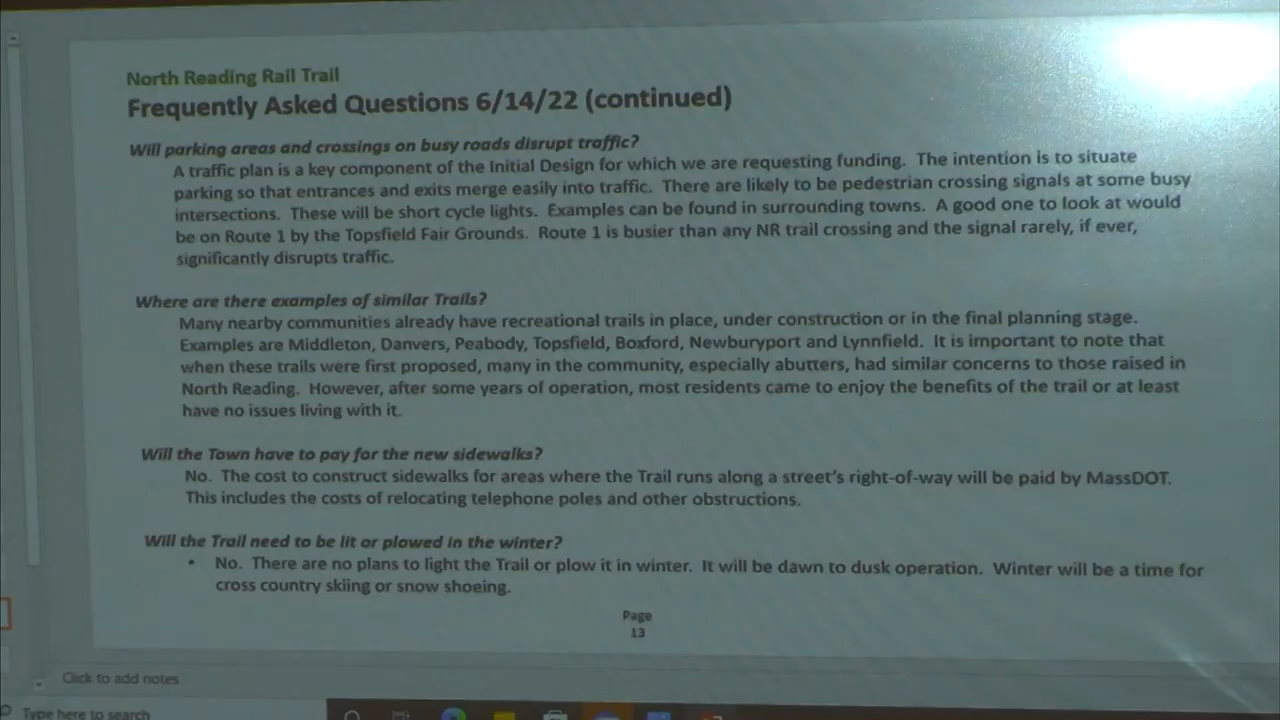 North Reading Rail Trail
Frequently Asked Questions 6/14/22 (continued)
Will parking areas and crossings on busy roads disrupt traffic?
A traffic plan is a key component of the Initial Design for which we are requesting funding. The intention is to situate
parking so that entrances and exits merge easily into traffic. There are likely to be pedestrian crossing signals at some busy
intersections. These will be short cycle lights. Examples can be found in surrounding towns. A good one to look at would
be on Route 1 by the Topsfield Fair Grounds. Route 1 is busier than any NR trail crossing and the signal rarely, if ever,
significantly disrupts traffic.
Where are there examples of similar Trails?
Many nearby communities already have recreational trails in place, under construction or in the final planning stage.
Examples are Middleton, Danvers, Peabody, Topsfield, Boxford, Newburyport and Lynnfield. It is important to note that
when these trails were first proposed, many in the community, especially abutters, had similar concerns to those raised in
North Reading. However, after some years of operation, most residents came to enjoy the benefits of the trail or at least
have no issues living with it.
Will the Town have to pay for the new sidewalks?
No. The cost to construct sidewalks for areas where the Trail runs along a street's right-of-way will be paid by MassDOT.
This includes the costs of relocating telephone poles and other obstructions.
Will the Trail need to be lit or plowed in the winter?
• No. There are no plans to light the Trail or plow it in winter. It will be dawn to dusk operation. Winter will be a time for
cross country skiing or snow shoeing.
Page
13
Click to add notes
Type here to search